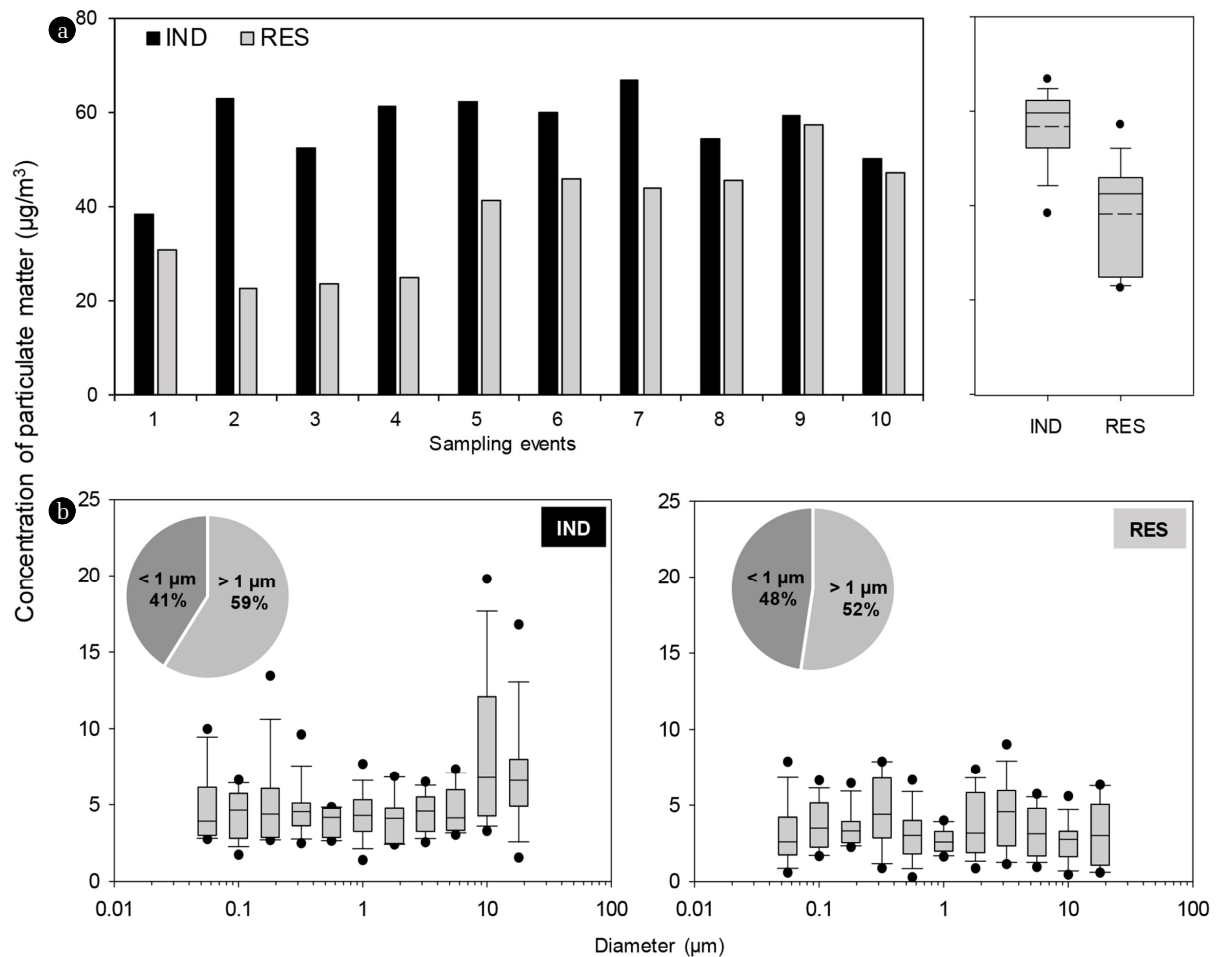 a
Concentration of particulate matter (µg/m³)
80
60
40
20
0
IND RES
1 2 3 4 5 6 7 8 9 10
Sampling events
IND RES
b
25
20
15
10
5
0
< 1 µm
41%
> 1 µm
59%
IND
0.01 0.1 1 10 100
25
20
15
10
5
0
< 1 µm
48%
> 1 µm
52%
RES
0.01 0.1 1 10 100
Diameter (µm)